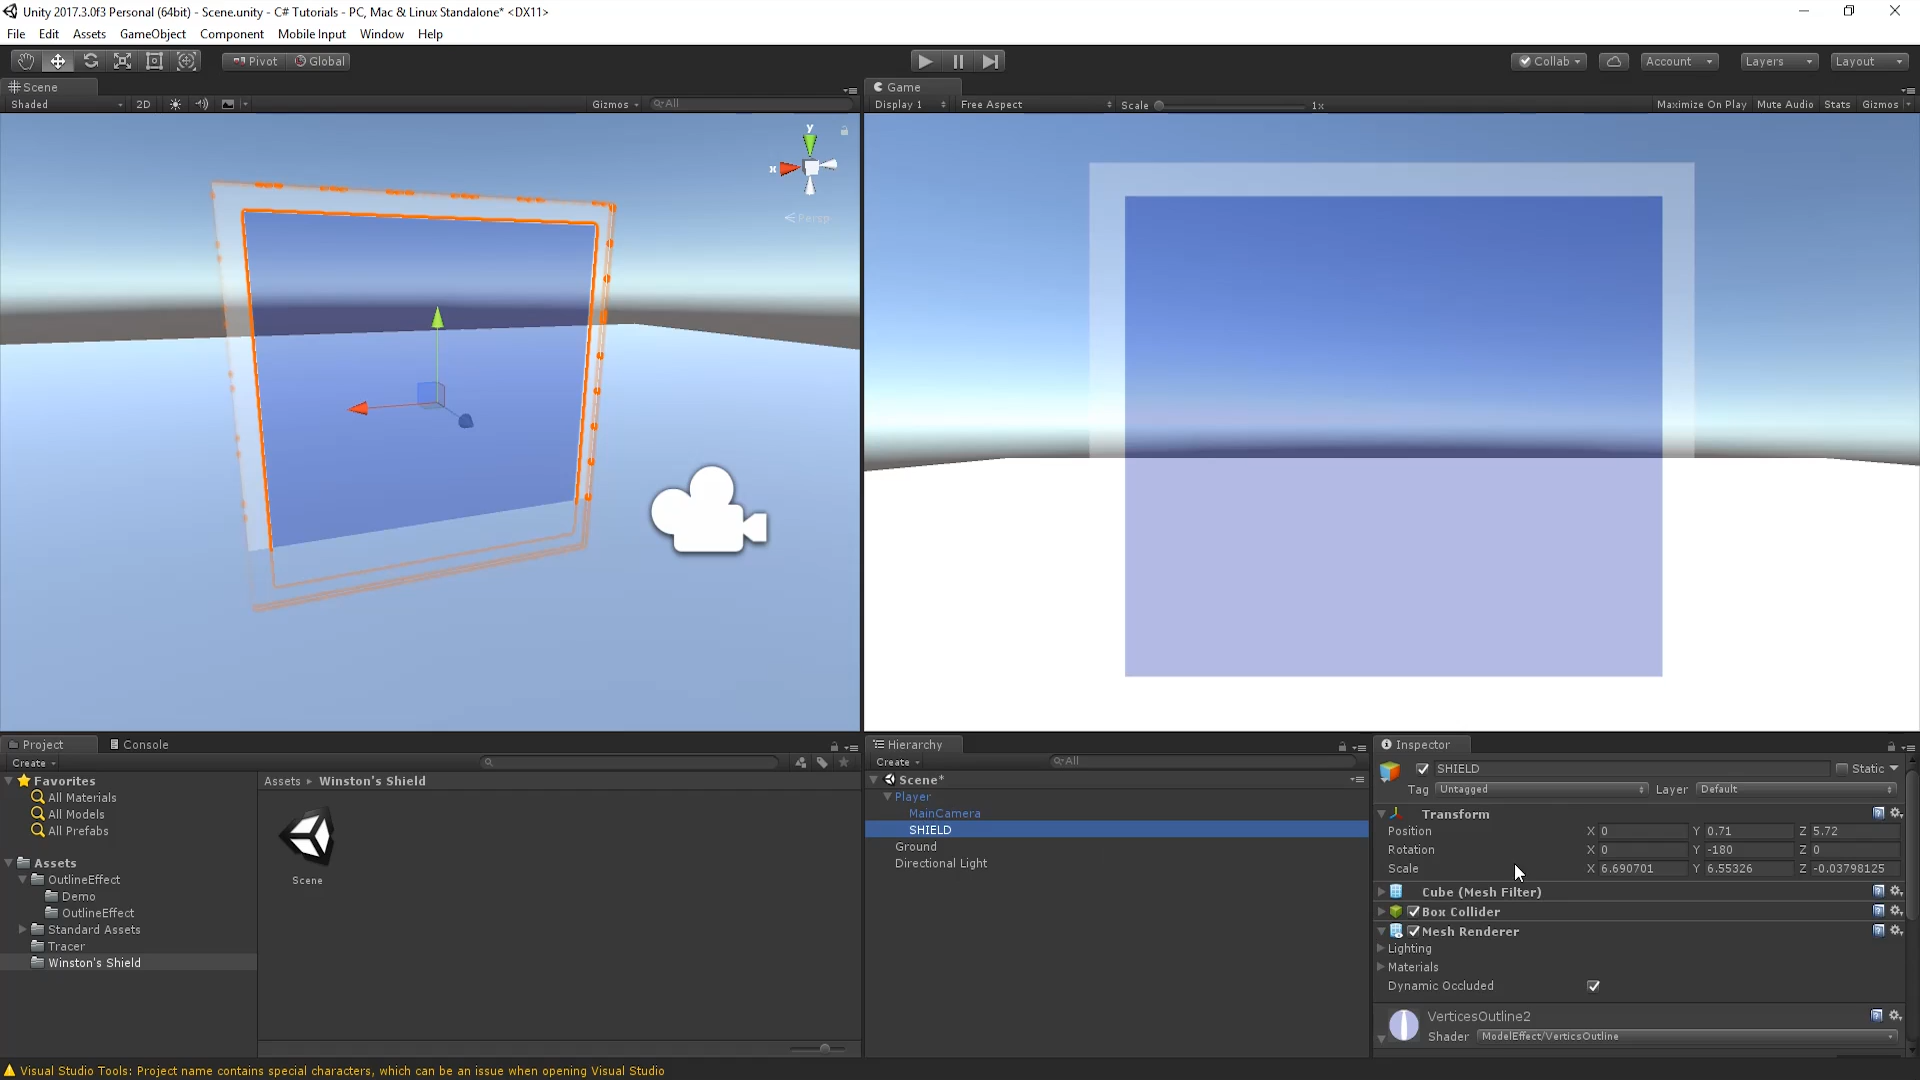 Unity 2017.3.0f3 Personal (64bit) - Scene.unity - C# Tutorials - PC, Mac & Linux Standalone* <DX11>
File Edit Assets GameObject Component Mobile Input Window Help
Pivot Global Collab Account Layers Layout
Scene
Shaded 2D Gizmos All
y
x
Persp
Game
Display 1 Free Aspect Scale 1x Maximize On Play Mute Audio Stats Gizmos
Project Console
Create
Favorites
All Materials
All Models
All Prefabs
Assets
OutlineEffect
Demo
OutlineEffect
Standard Assets
Tracer
Winston's Shield
Assets Winston's Shield
Scene
Hierarchy
Create All
Scene*
Player
MainCamera
SHIELD
Ground
Directional Light
Inspector
SHIELD Static
Tag Untagged Layer Default
Transform
Position X 0 Y 0.71 Z 5.72
Rotation X 0 Y -180 Z 0
Scale X 6.690701 Y 6.55326 Z -0.03798125
Cube (Mesh Filter)
Box Collider
Mesh Renderer
Lighting
Materials
Dynamic Occluded
VerticesOutline2
Shader ModelEffect/VerticsOutline
Visual Studio Tools: Project name contains special characters, which can be an issue when opening Visual Studio